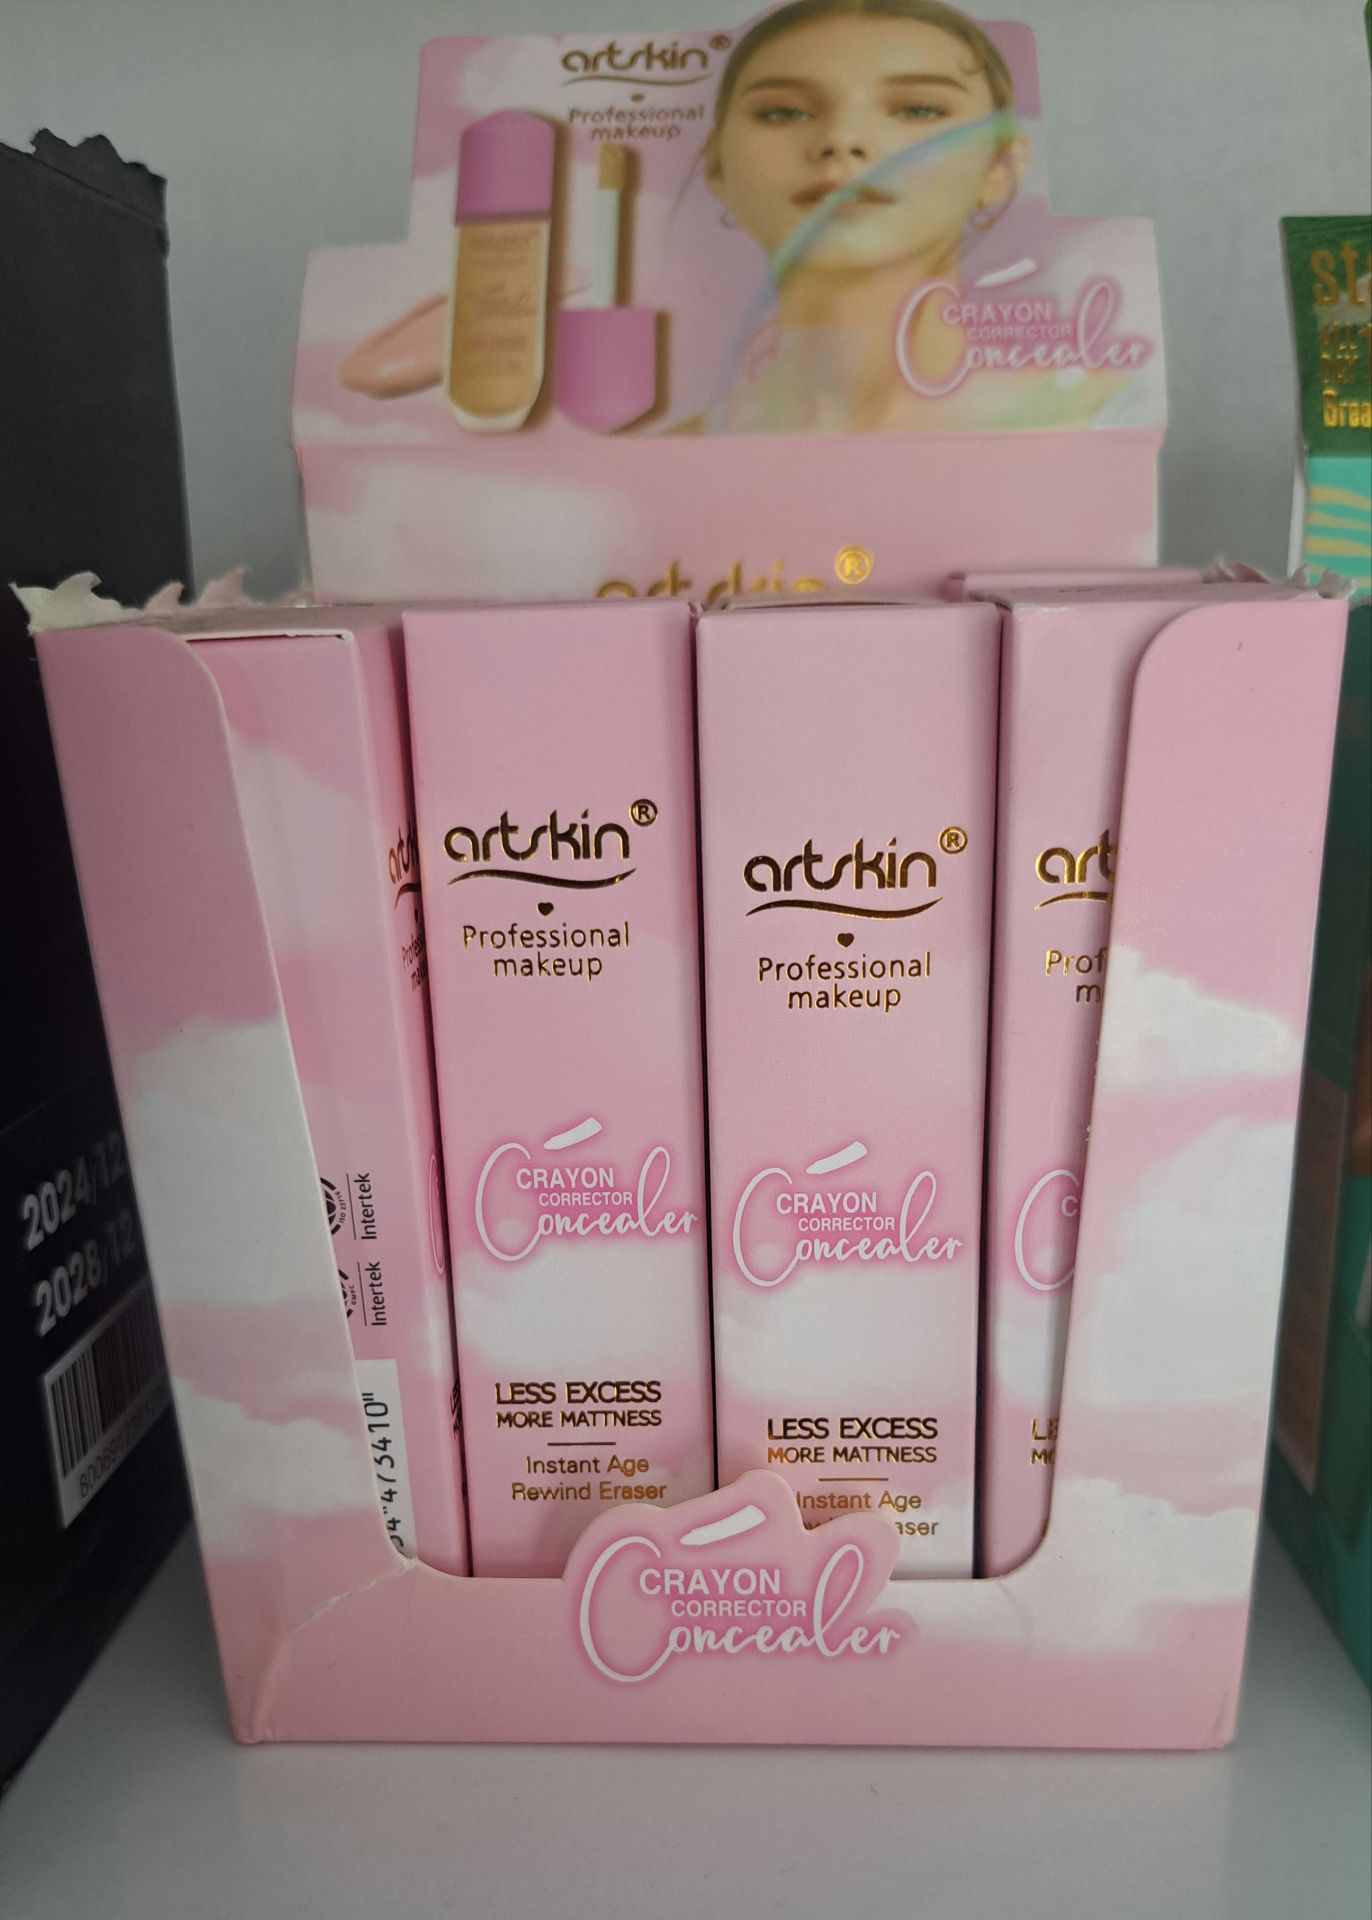 artskin®
Professional
makeup
CRAYON
CORRECTOR
Concealer
artskin®
artskin®
Professional
makeup
CRAYON
CORRECTOR
Concealer
LESS EXCESS
MORE MATTNESS
Instant Age
Rewind Eraser
artskin®
Professional
makeup
CRAYON
CORRECTOR
Concealer
LESS EXCESS
MORE MATTNESS
Instant Age
Intertek
Intertek
CRAYON
CORRECTOR
Concealer
2024/12
2028/12